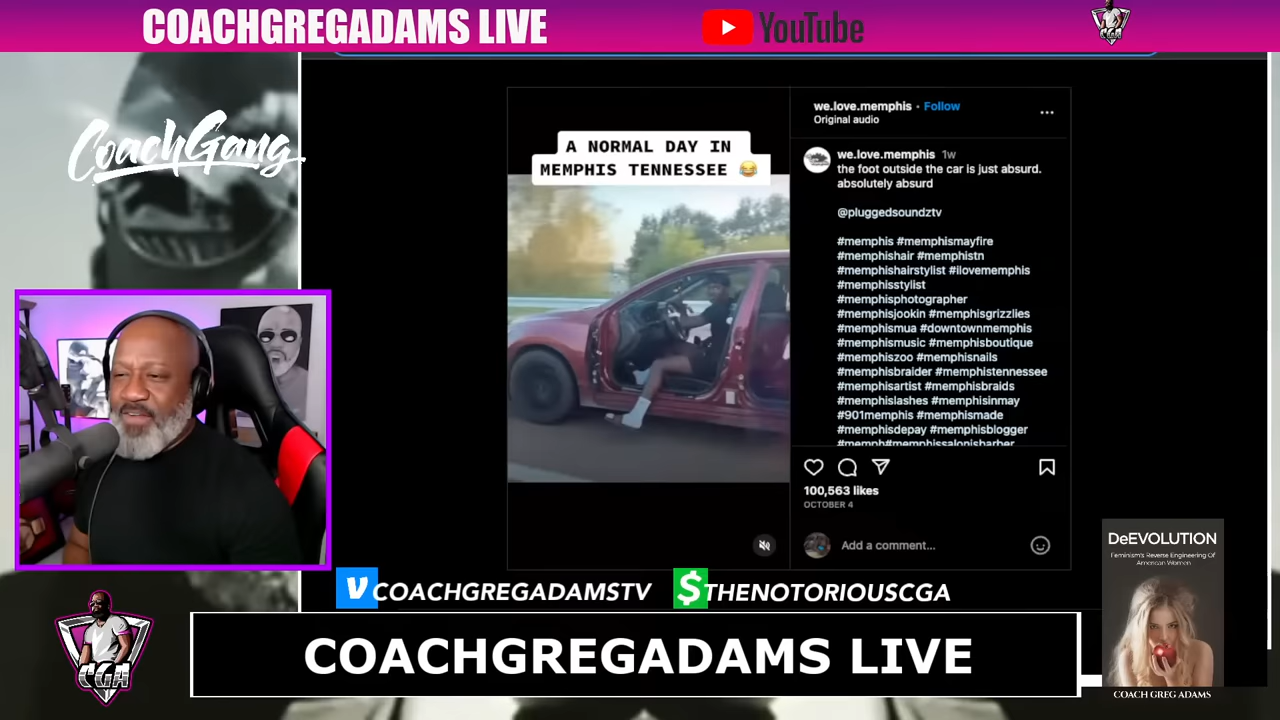 COACHGREGADAMS LIVE
YouTube
CGA
CoachGang
A NORMAL DAY IN
MEMPHIS TENNESSEE 😂
we.love.memphis • Follow
Original audio
we.love.memphis 1w
the foot outside the car is just absurd.
absolutely absurd
@pluggedsoundztv
#memphis #memphismayfire
#memphishair #memphistn
#memphishairstylist #ilovememphis
#memphisstylist
#memphisphotographer
#memphisjookin #memphisgrizzlies
#memphismua #downtownmemphis
#memphismusic #memphisboutique
#memphiszoo #memphisnails
#memphisbraider #memphistennessee
#memphisartist #memphisbraids
#memphislashes #memphisinmay
#901memphis #memphismade
#memphisdepay #memphisblogger
#memph#memphissalonisbarber
100,563 likes
OCTOBER 4
Add a comment...
COACHGREGADAMSTV
$THENOTORIOUSCGA
COACHGREGADAMS LIVE
CGA
DeEVOLUTION
Feminism's Reverse Engineering Of
American Women
COACH GREG ADAMS